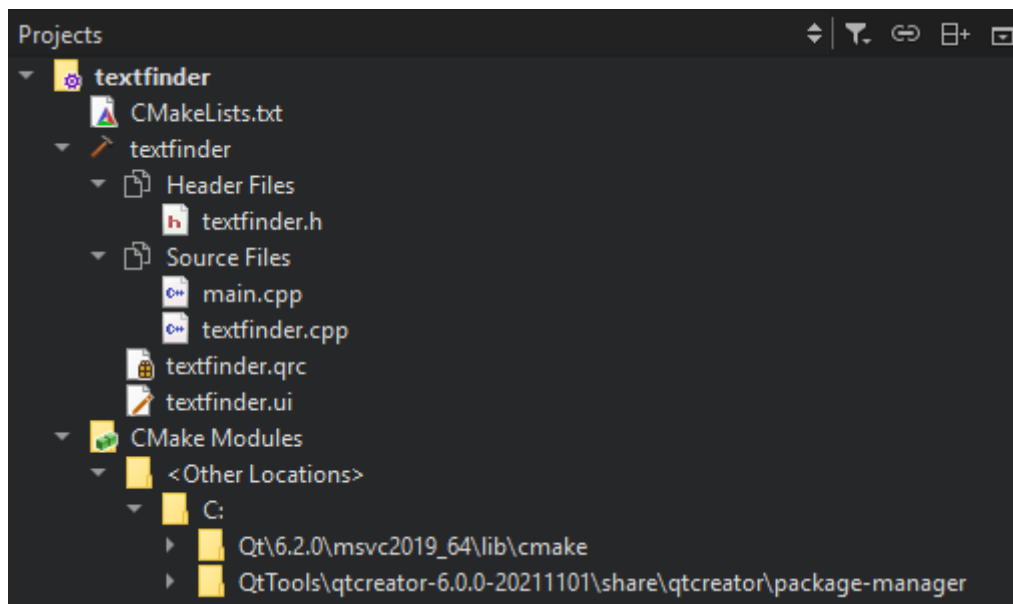 Projects
textfinder
CMakeLists.txt
textfinder
Header Files
h textfinder.h
Source Files
C++ main.cpp
C++ textfinder.cpp
textfinder.qrc
textfinder.ui
CMake Modules
<Other Locations>
C:
Qt\6.2.0\msvc2019_64\lib\cmake
QtTools\qtcreator-6.0.0-20211101\share\qtcreator\package-manager